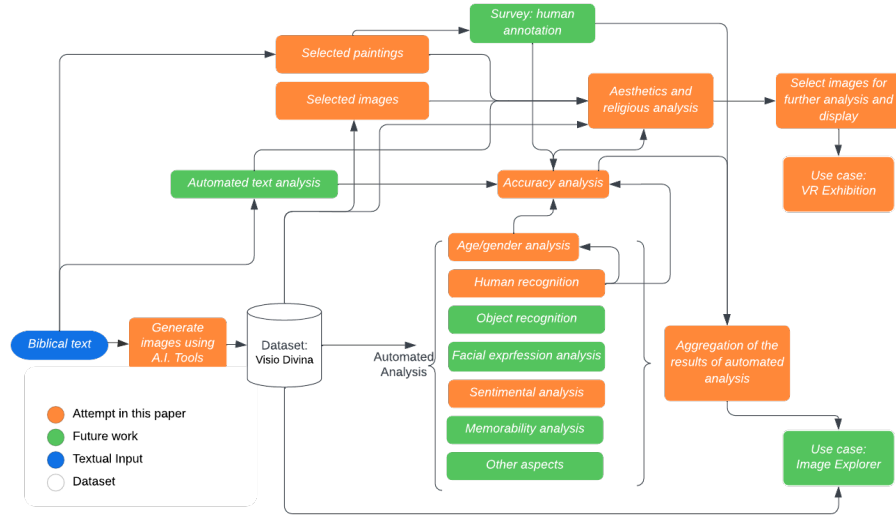 Survey: human
annotation
Selected paintings
Selected images
Aesthetics and
religious analysis
Select images for
further analysis and
display
Automated text analysis
Accuracy analysis
Use case:
VR Exhibition
Age/gender analysis
Human recognition
Object recognition
Facial exprfession analysis
Sentimental analysis
Memorability analysis
Other aspects
Biblical text
Generate
images using
A.I. Tools
Dataset:
Visio Divina
Automated
Analysis
Aggregation of the
results of automated
analysis
Use case:
Image Explorer
Attempt in this paper
Future work
Textual Input
Dataset